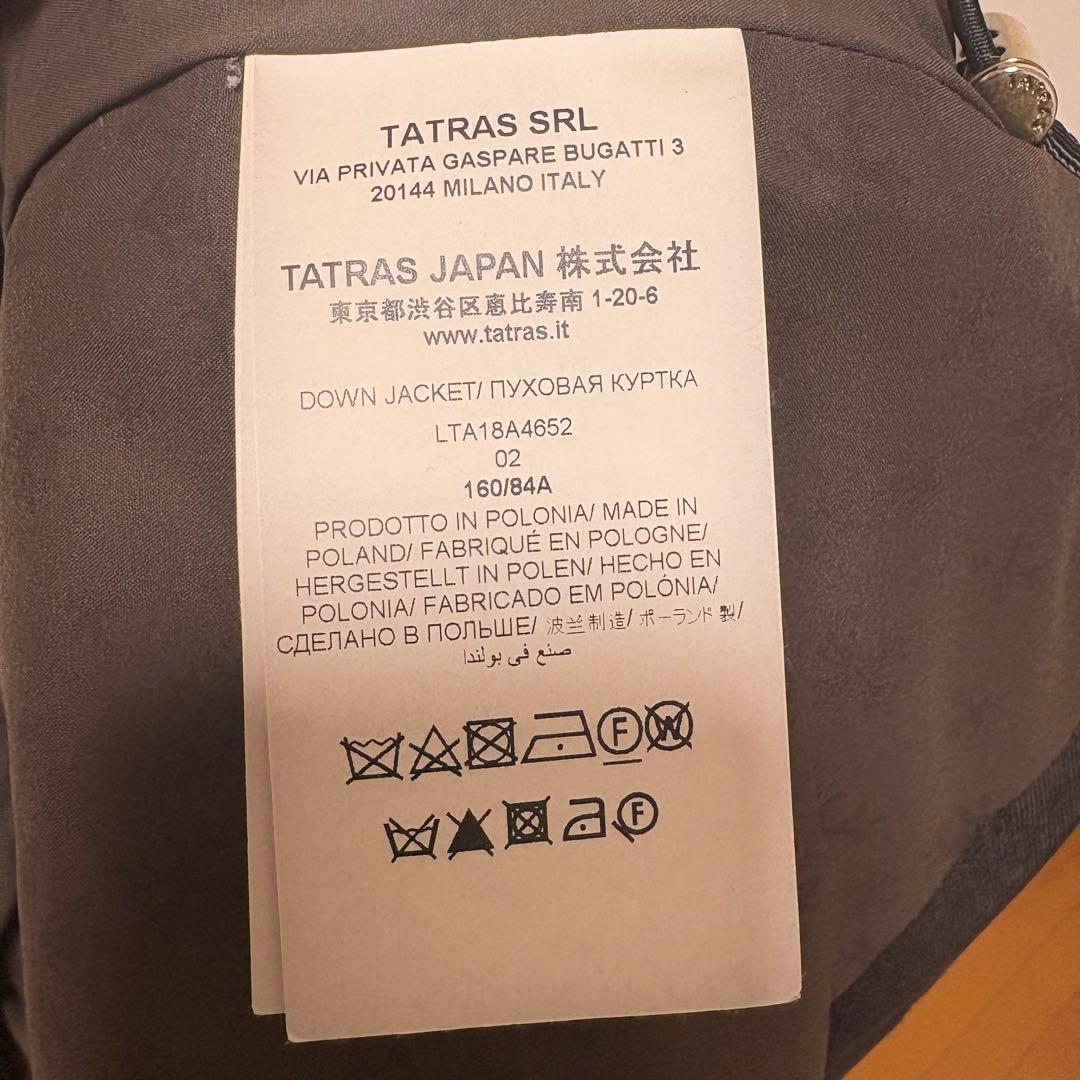 TATRAS SRL
VIA PRIVATA GASPARE BUGATTI 3
20144 MILANO ITALY
TATRAS JAPAN 株式会社
東京都渋谷区恵比寿南 1-20-6
www.tatras.it
DOWN JACKET/ ПУХОВАЯ КУРТКА
LTA18A4652
02
160/84A
PRODOTTO IN POLONIA/ MADE IN
POLAND/ FABRIQUÉ EN POLOGNE/
HERGESTELLT IN POLEN/ HECHO EN
POLONIA/ FABRICADO EM POLÓNIA/
СДЕЛАНО В ПОЛЬШЕ/ 波兰制造/ ポーランド製/
صنع في بولندا
F W
F